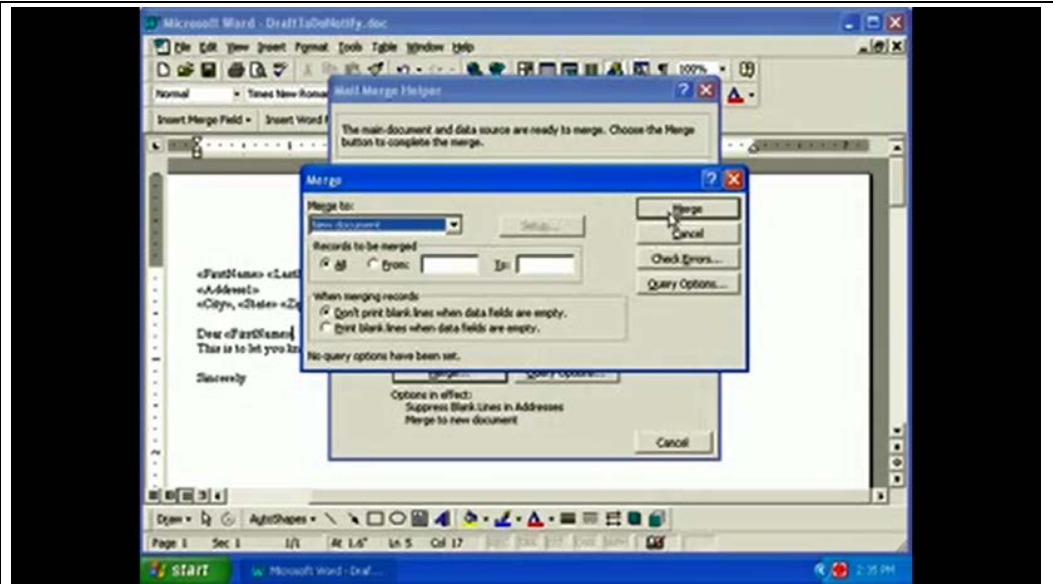 Microsoft Word - DraftToDoNotify.doc
File Edit View Insert Format Tools Table Window Help
100%
Normal Times New Roman
Mail Merge Helper
Insert Merge Field Insert Word
The main document and data source are ready to merge. Choose the Merge
button to complete the merge.
Merge
Merge to:
New document
Setup...
Merge
Cancel
Records to be merged
All From: To:
Check Errors...
Query Options...
When merging records
Don't print blank lines when data fields are empty.
Print blank lines when data fields are empty.
No query options have been set.
«FirstName» «Last
«Address1»
«City», «State» «Zip
Dear «FirstName»
This is to let you kn
Sincerely
Merge... Query Options...
Options in effect:
Suppress Blank Lines in Addresses
Merge to new document
Cancel
Draw AutoShapes
Page 1 Sec 1 1/1 At 1.6" Ln 5 Col 17
start Microsoft Word - Draf... 2:35 PM